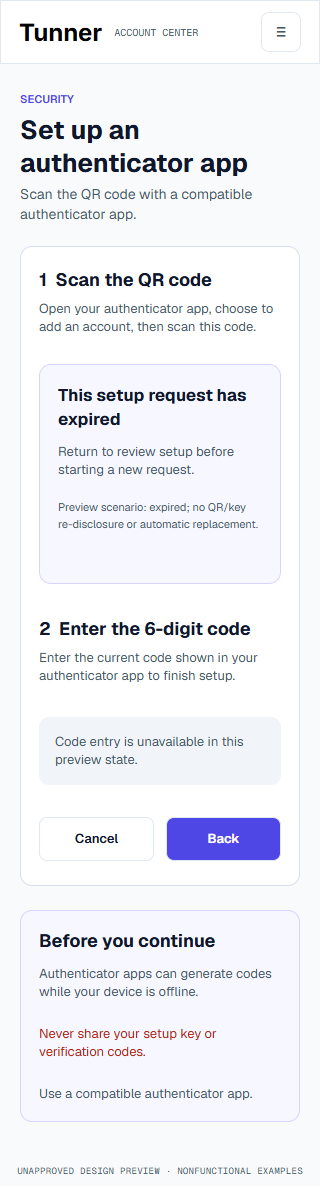 Tunner ACCOUNT CENTER ☰
SECURITY
Set up an
authenticator app
Scan the QR code with a compatible
authenticator app.
1 Scan the QR code
Open your authenticator app, choose to
add an account, then scan this code.
This setup request has
expired
Return to review setup before
starting a new request.
Preview scenario: expired; no QR/key
re-disclosure or automatic replacement.
2 Enter the 6-digit code
Enter the current code shown in your
authenticator app to finish setup.
Code entry is unavailable in this
preview state.
Cancel Back
Before you continue
Authenticator apps can generate codes
while your device is offline.
Never share your setup key or
verification codes.
Use a compatible authenticator app.
UNAPPROVED DESIGN PREVIEW · NONFUNCTIONAL EXAMPLES